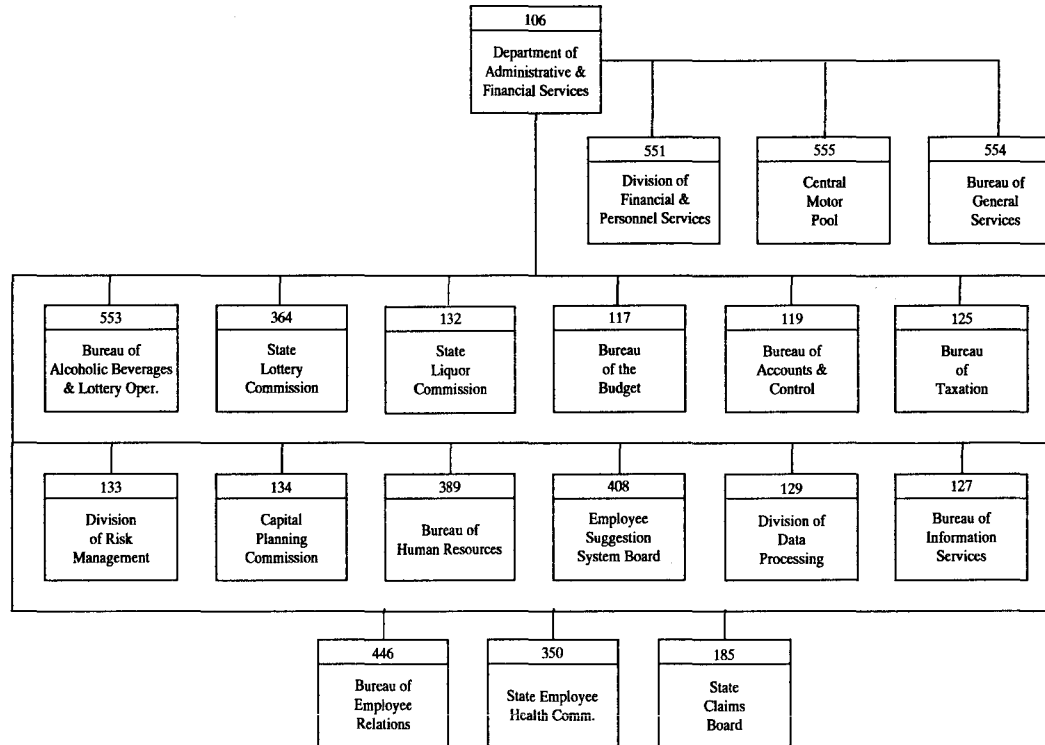 106
Department of
Administrative &
Financial Services
551
Division of
Financial &
Personnel Services
555
Central
Motor
Pool
554
Bureau of
General
Services
553
Bureau of
Alcoholic Beverages
& Lottery Oper.
364
State
Lottery
Commission
132
State
Liquor
Commission
117
Bureau
of the
Budget
119
Bureau of
Accounts &
Control
125
Bureau
of
Taxation
133
Division
of Risk
Management
134
Capital
Planning
Commission
389
Bureau of
Human Resources
408
Employee
Suggestion
System Board
129
Division of
Data
Processing
127
Bureau of
Information
Services
446
Bureau of
Employee
Relations
350
State Employee
Health Comm.
185
State
Claims
Board